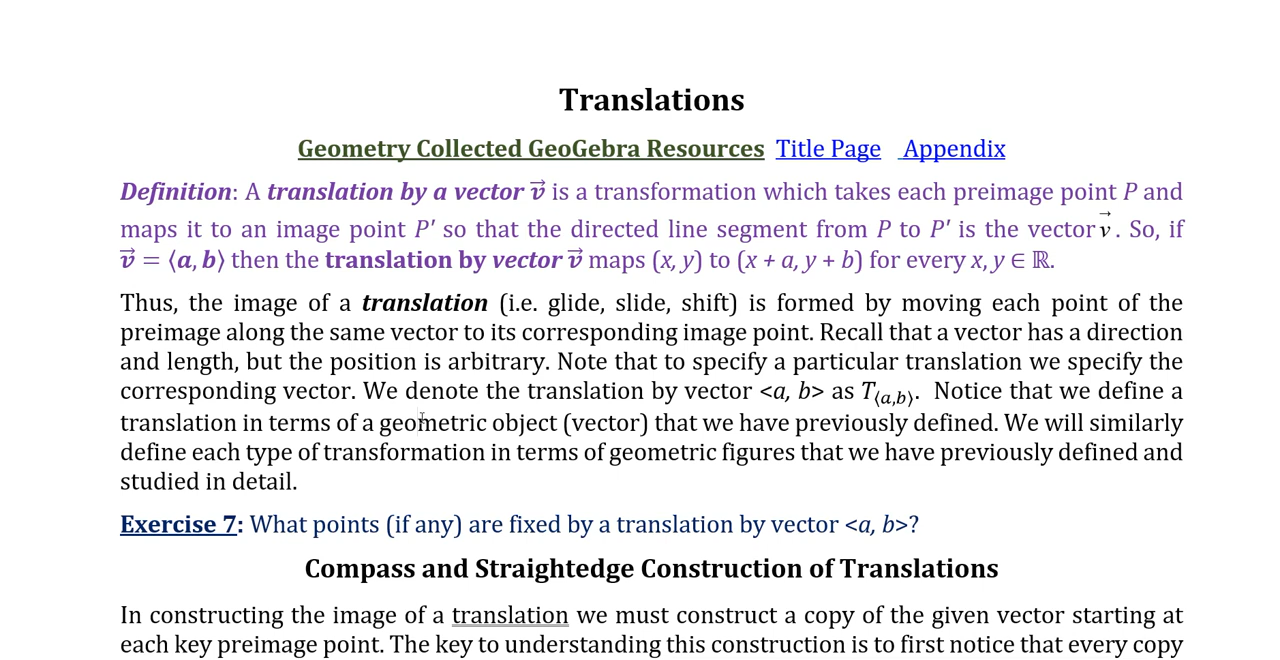 Translations
Geometry Collected GeoGebra Resources Title Page Appendix
Definition: A translation by a vector v⃗ is a transformation which takes each preimage point P and
maps it to an image point P′ so that the directed line segment from P to P′ is the vector v⃗ . So, if
v⃗ = ⟨a, b⟩ then the translation by vector v⃗ maps (x, y) to (x + a, y + b) for every x, y ∈ ℝ.
Thus, the image of a translation (i.e. glide, slide, shift) is formed by moving each point of the
preimage along the same vector to its corresponding image point. Recall that a vector has a direction
and length, but the position is arbitrary. Note that to specify a particular translation we specify the
corresponding vector. We denote the translation by vector <a, b> as T⟨a,b⟩. Notice that we define a
translation in terms of a geometric object (vector) that we have previously defined. We will similarly
define each type of transformation in terms of geometric figures that we have previously defined and
studied in detail.
Exercise 7: What points (if any) are fixed by a translation by vector <a, b>?
Compass and Straightedge Construction of Translations
In constructing the image of a translation we must construct a copy of the given vector starting at
each key preimage point. The key to understanding this construction is to first notice that every copy